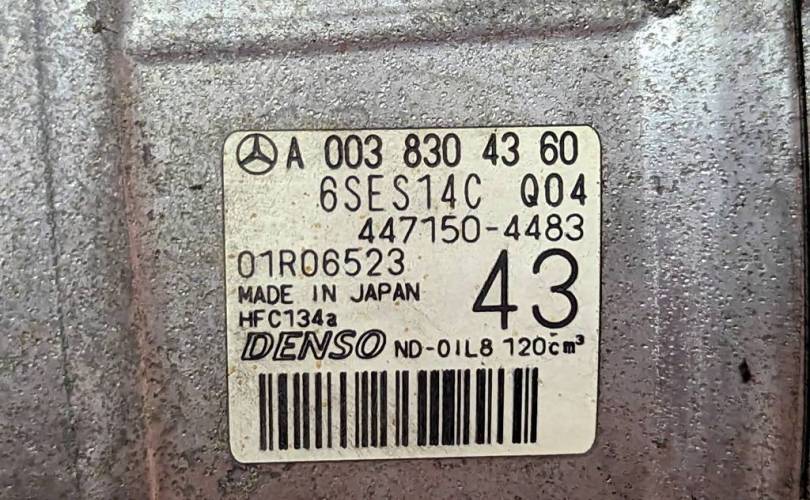 A 003 830 43 60
6SES14C Q04
447150-4483
01R06523
43
MADE IN JAPAN
HFC134a
DENSO ND-OIL8 120cm³